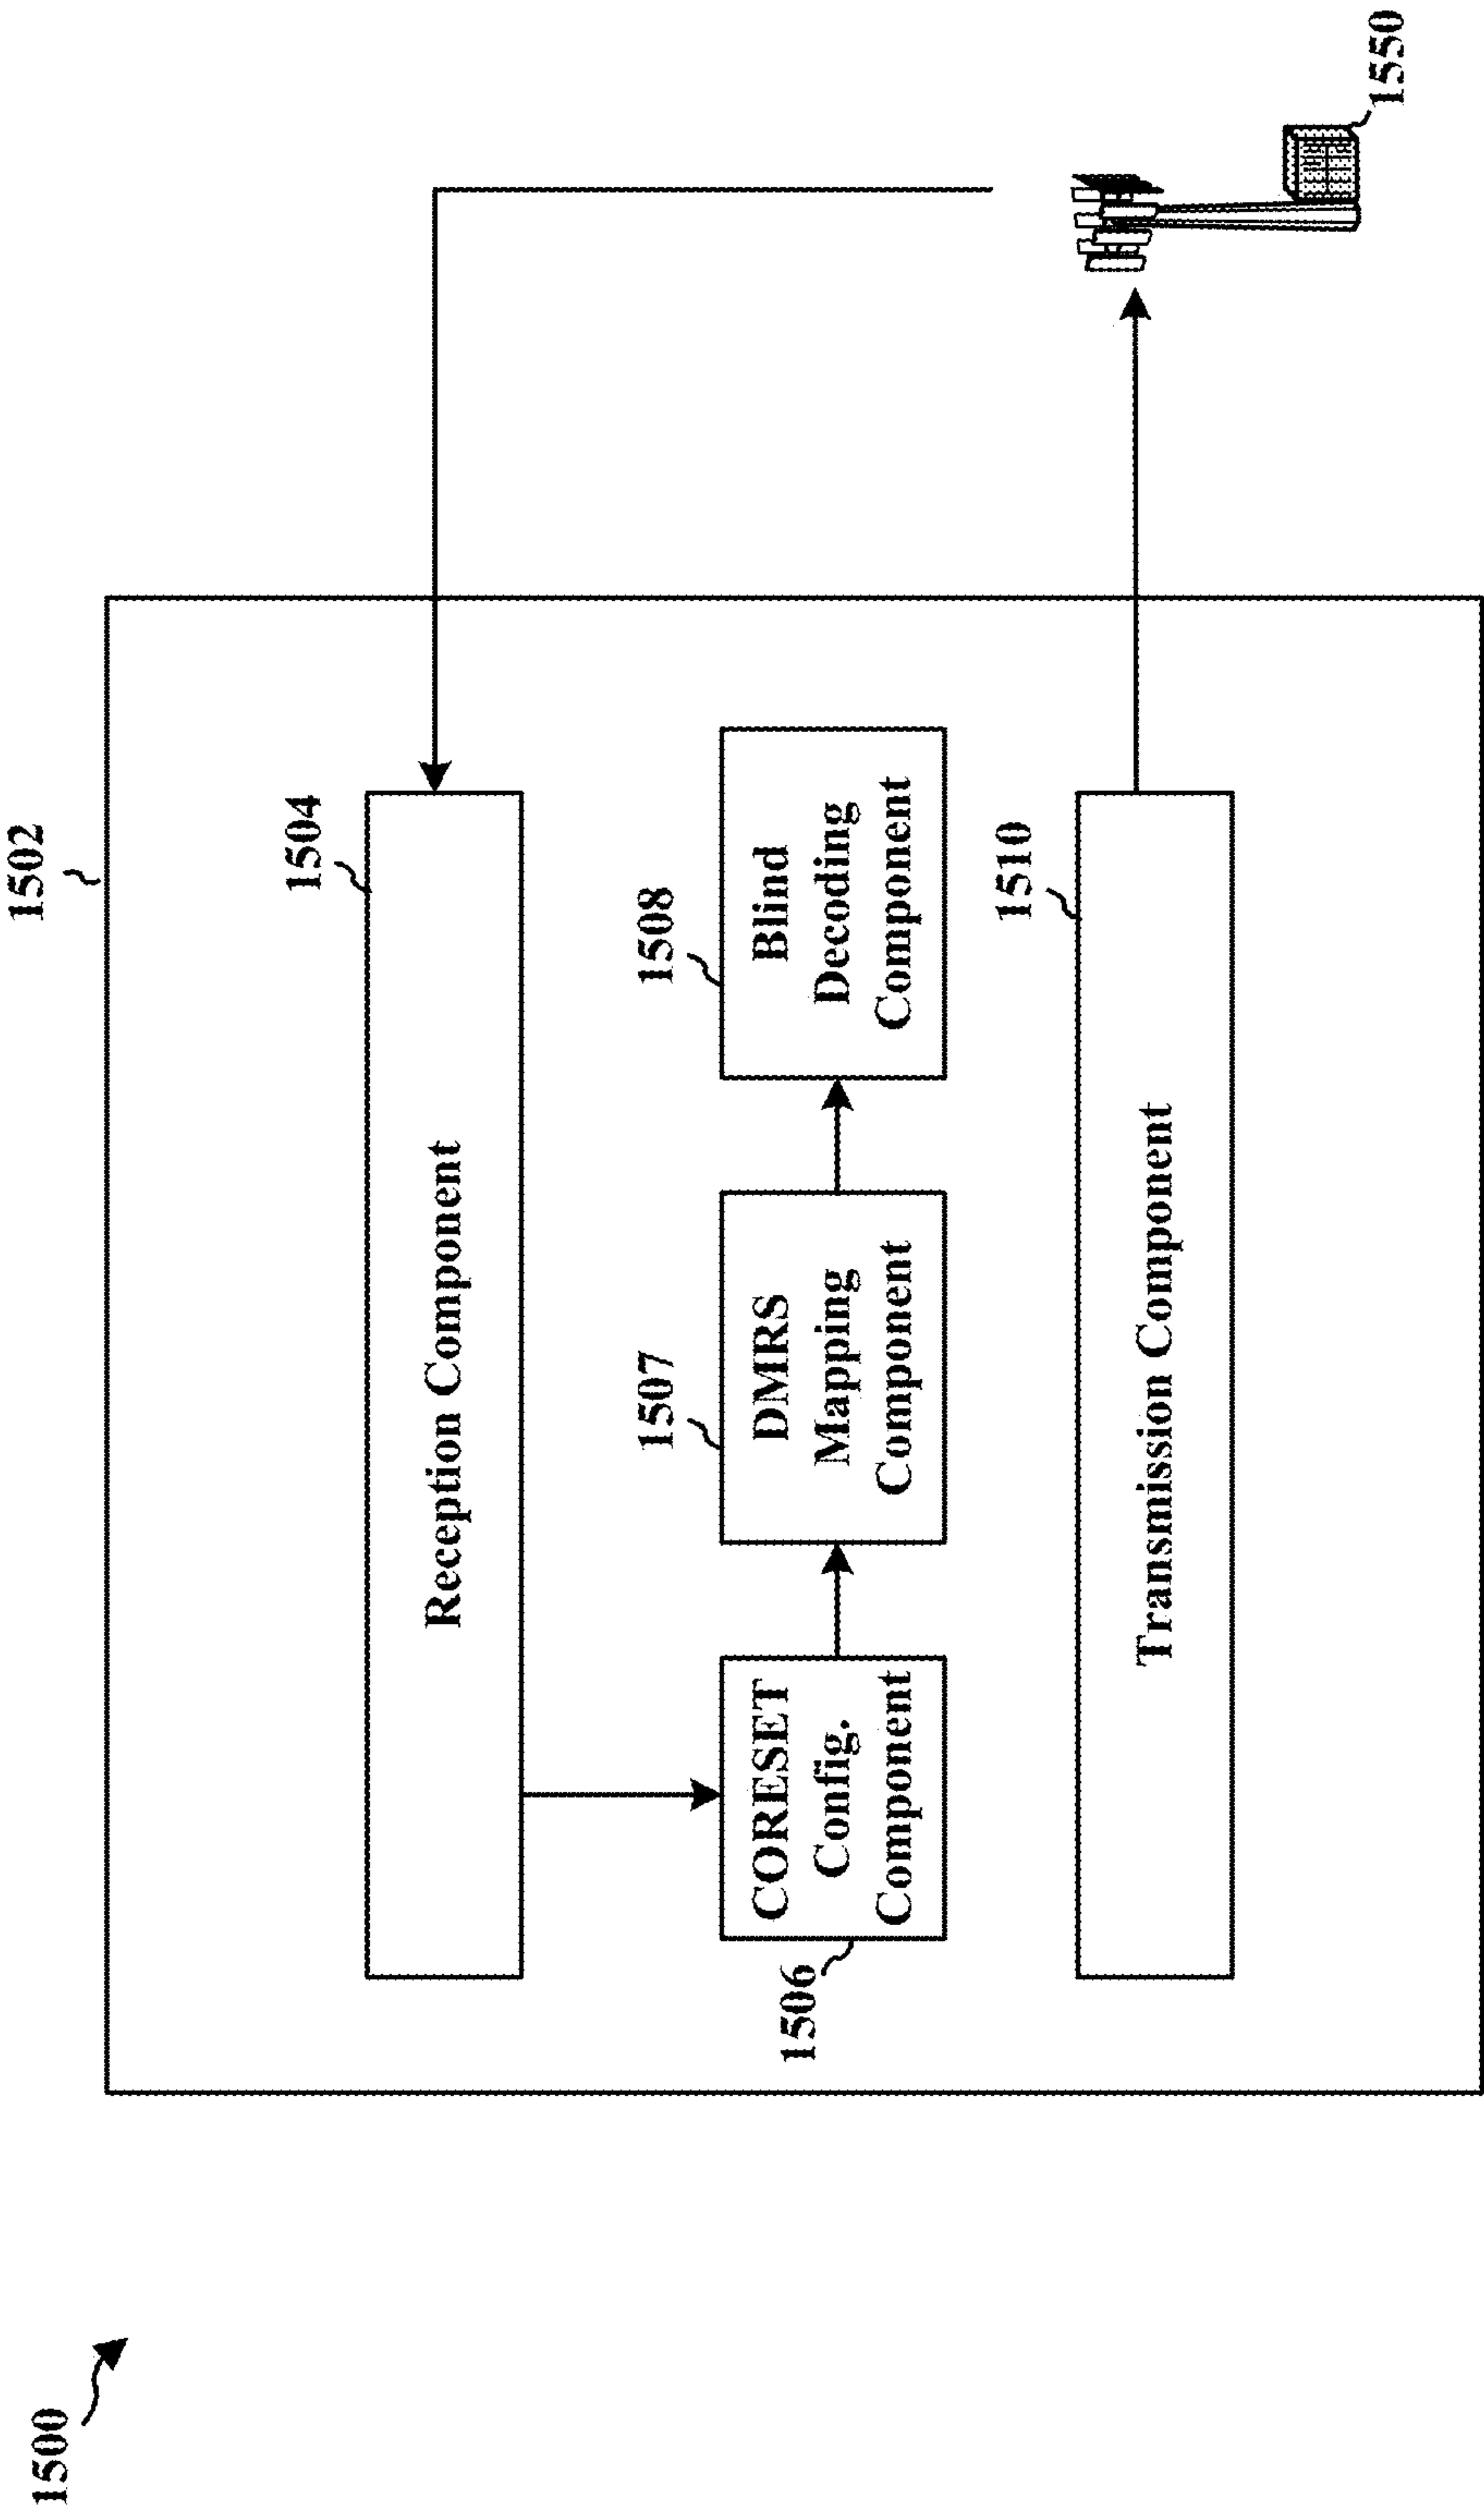 1500
1502
1504
Reception Component
1506
CORESET
Config.
Component
1507
DMRS
Mapping
Component
1508
Blind
Decoding
Component
1510
Transmission Component
1550